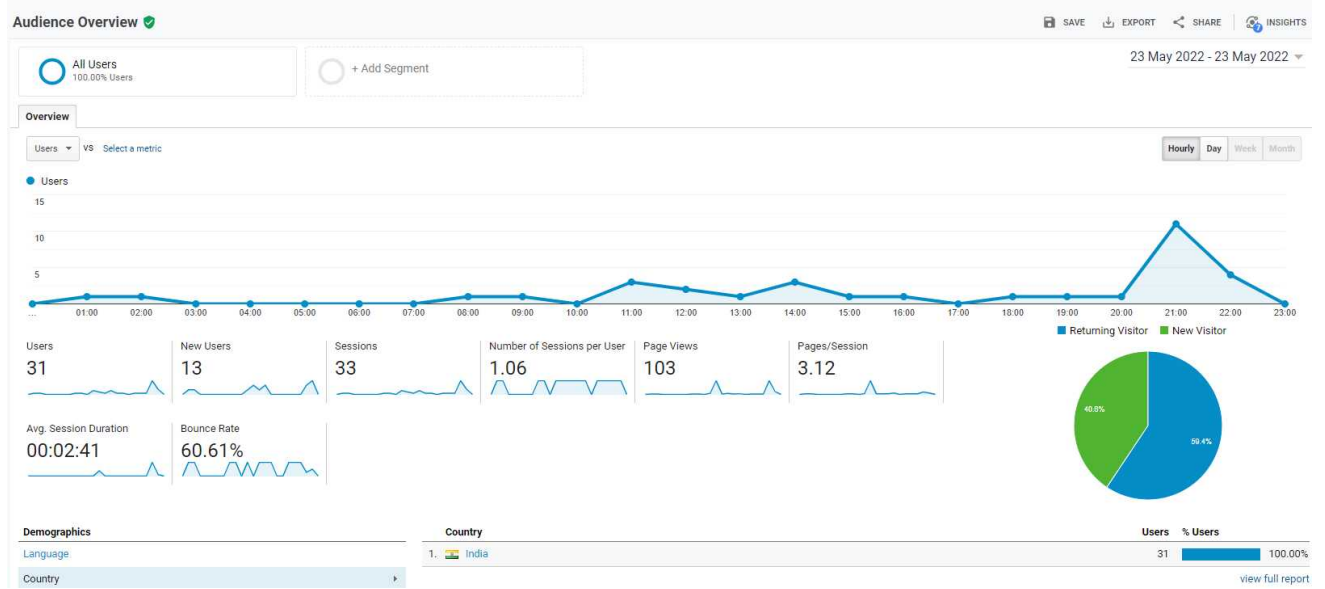 Audience Overview
SAVE EXPORT SHARE INSIGHTS
All Users
100.00% Users
+ Add Segment
23 May 2022 - 23 May 2022
Overview
Users VS Select a metric
Hourly Day Week Month
Users
15
10
5
... 01:00 02:00 03:00 04:00 05:00 06:00 07:00 08:00 09:00 10:00 11:00 12:00 13:00 14:00 15:00 16:00 17:00 18:00 19:00 20:00 21:00 22:00 23:00
Returning Visitor New Visitor
Users New Users Sessions Number of Sessions per User Page Views Pages/Session
31 13 33 1.06 103 3.12
40.6%
59.4%
Avg. Session Duration Bounce Rate
00:02:41 60.61%
Demographics Country Users % Users
Language 1. India 31 100.00%
Country view full report